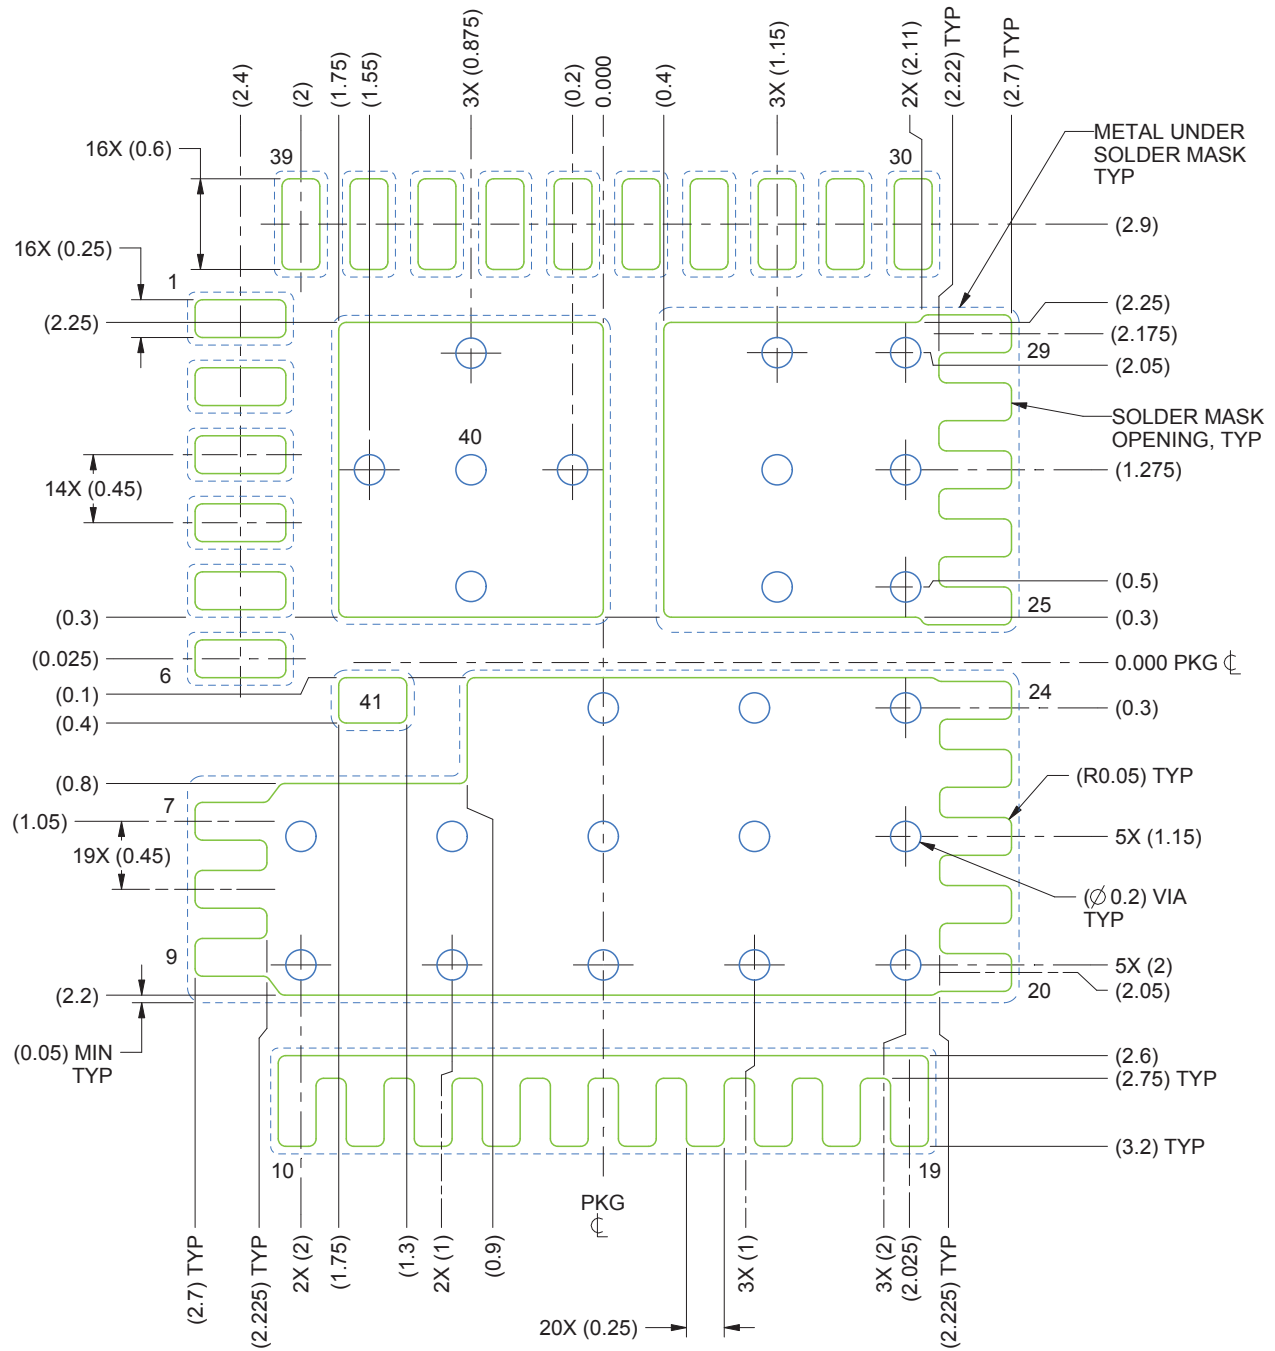 (2.4)
(2)
(1.75)
(1.55)
3X (0.875)
(0.2)
0.000
(0.4)
3X (1.15)
2X (2.11)
(2.22) TYP
(2.7) TYP
16X (0.6)
39
30
METAL UNDER
SOLDER MASK
TYP
(2.9)
16X (0.25)
1
(2.25)
(2.25)
(2.175)
29
(2.05)
40
SOLDER MASK
OPENING, TYP
(1.275)
14X (0.45)
(0.5)
25
(0.3)
(0.3)
(0.025)
6
0.000 PKG ℄
(0.1)
41
24
(0.4)
(0.3)
(0.8)
7
(R0.05) TYP
(1.05)
19X (0.45)
5X (1.15)
(Ø 0.2) VIA
TYP
9
5X (2)
(2.05)
20
(2.2)
(0.05) MIN
TYP
(2.6)
(2.75) TYP
(3.2) TYP
10
19
PKG
℄
(2.7) TYP
(2.225) TYP
2X (2)
(1.75)
(1.3)
2X (1)
(0.9)
3X (1)
3X (2)
(2.025)
(2.225) TYP
20X (0.25)